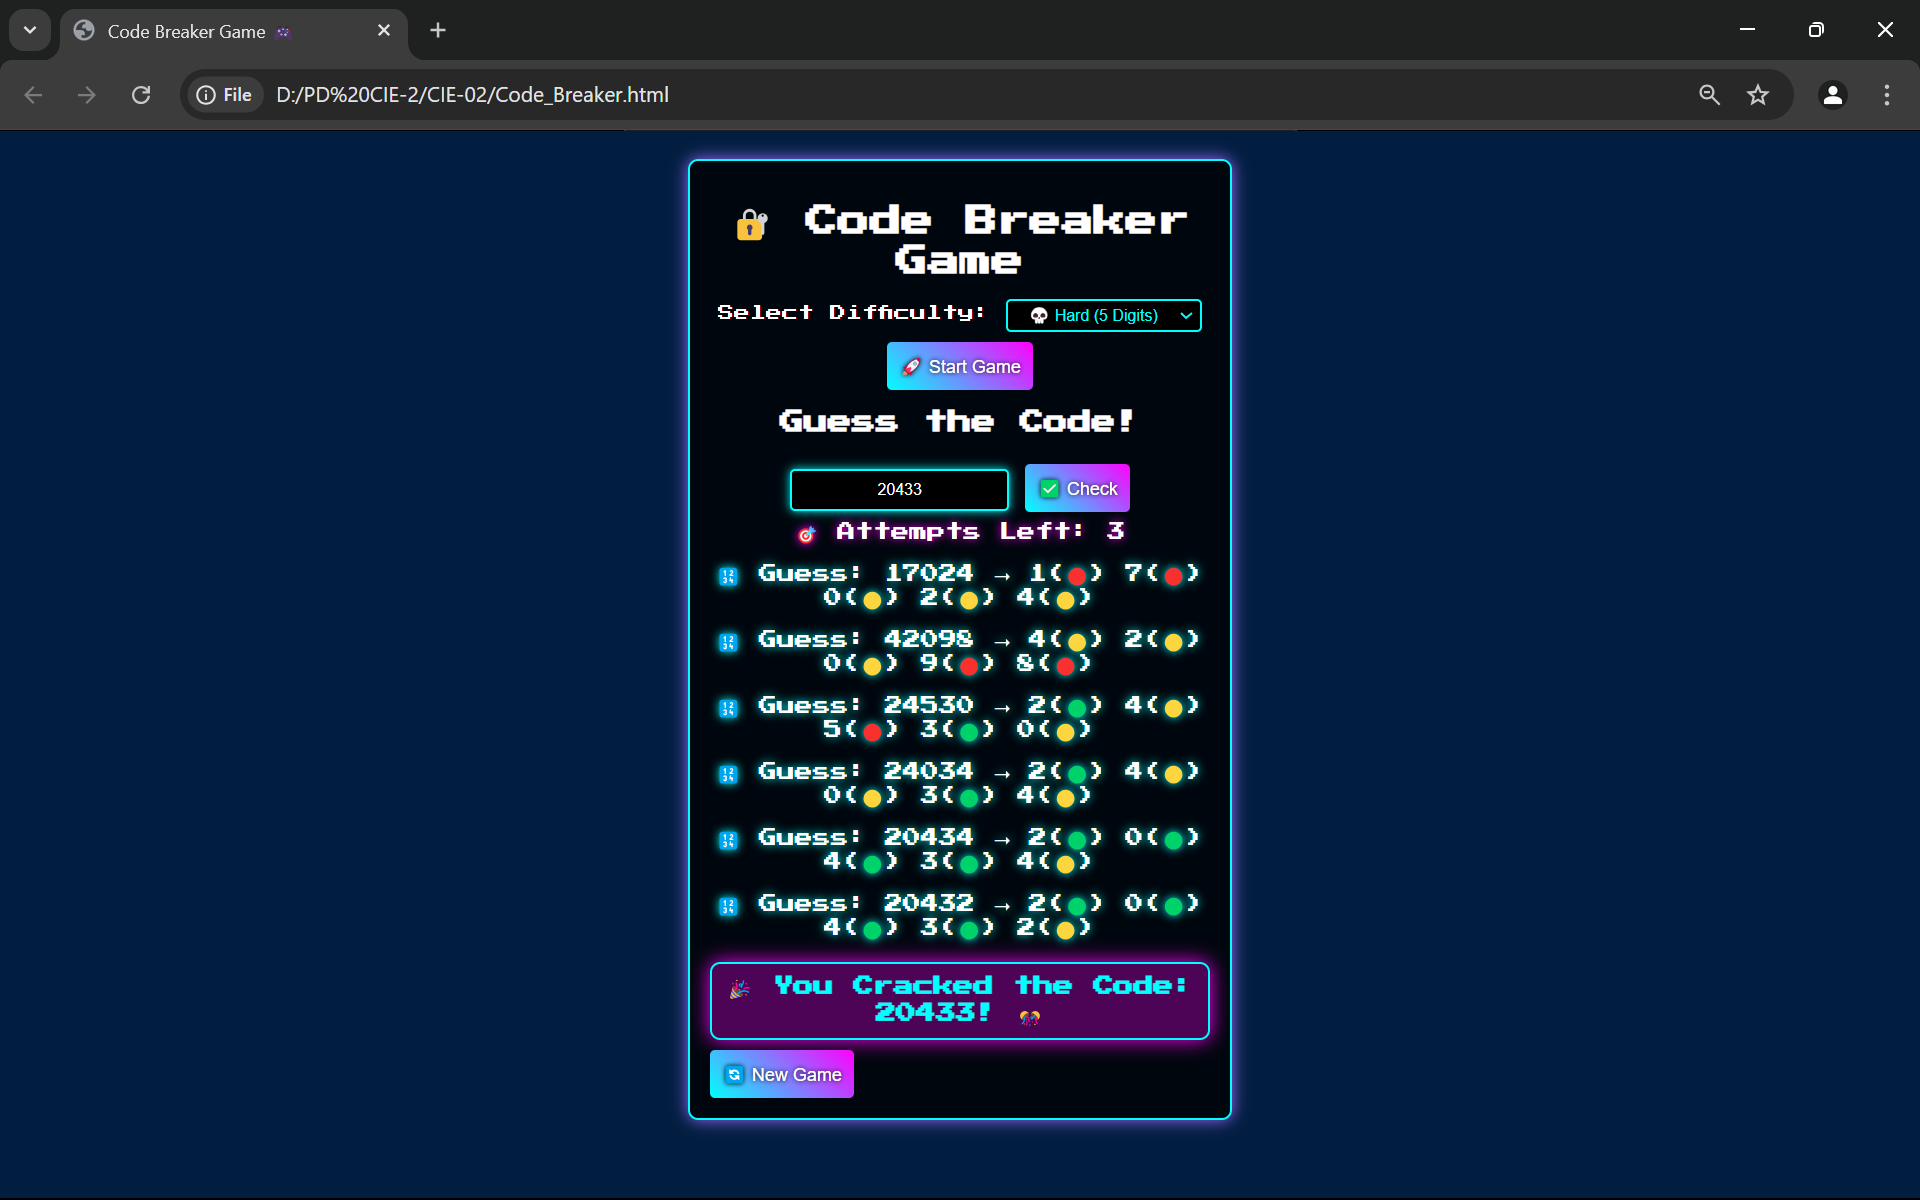 Code Breaker Game
File D:/PD%20CIE-2/CIE-02/Code_Breaker.html
🔐 Code Breaker
Game
Select Difficulty: 💀 Hard (5 Digits)
🚀 Start Game
Guess the Code!
20433 ✅ Check
🎯 Attempts Left: 3
🔢 Guess: 17024 → 1(🔴) 7(🔴)
0(🟡) 2(🟡) 4(🟡)
🔢 Guess: 42098 → 4(🟡) 2(🟡)
0(🟡) 9(🔴) 8(🔴)
🔢 Guess: 24530 → 2(🟢) 4(🟡)
5(🔴) 3(🟢) 0(🟡)
🔢 Guess: 24034 → 2(🟢) 4(🟡)
0(🟡) 3(🟢) 4(🟡)
🔢 Guess: 20434 → 2(🟢) 0(🟢)
4(🟢) 3(🟢) 4(🟡)
🔢 Guess: 20432 → 2(🟢) 0(🟢)
4(🟢) 3(🟢) 2(🟡)
🎉 You Cracked the Code:
20433! 🎊
🔄 New Game